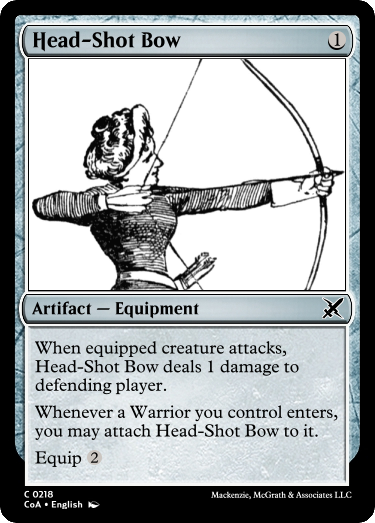 Head-Shot Bow 1
Artifact — Equipment
When equipped creature attacks,
Head-Shot Bow deals 1 damage to
defending player.
Whenever a Warrior you control enters,
you may attach Head-Shot Bow to it.
Equip 2
C 0218
CoA • English
Mackenzie, McGrath & Associates LLC